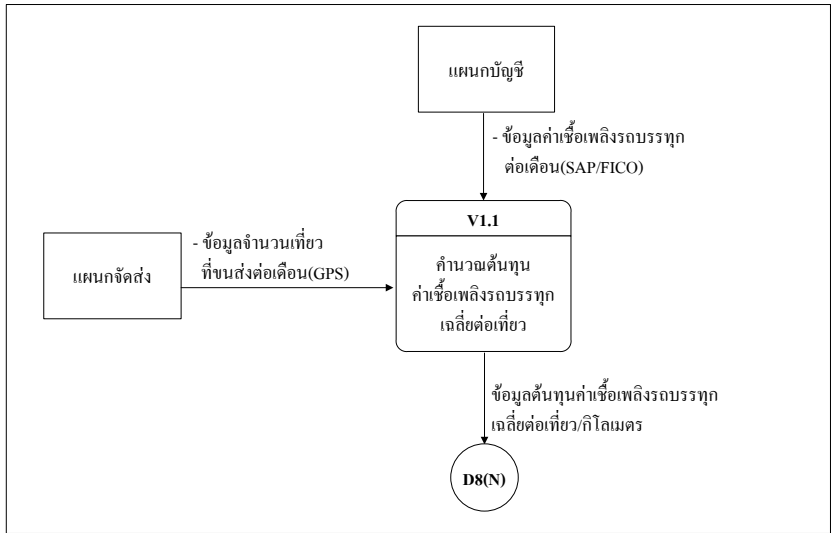 แผนกบัญชี
- ข้อมูลค่าเชื้อเพลิงรถบรรทุก
ต่อเดือน(SAP/FICO)
V1.1
- ข้อมูลจำนวนเที่ยว
ที่ขนส่งต่อเดือน(GPS)
แผนกจัดส่ง
คำนวณต้นทุน
ค่าเชื้อเพลิงรถบรรทุก
เฉลี่ยต่อเที่ยว
ข้อมูลต้นทุนค่าเชื้อเพลิงรถบรรทุก
เฉลี่ยต่อเที่ยว/กิโลเมตร
D8(N)